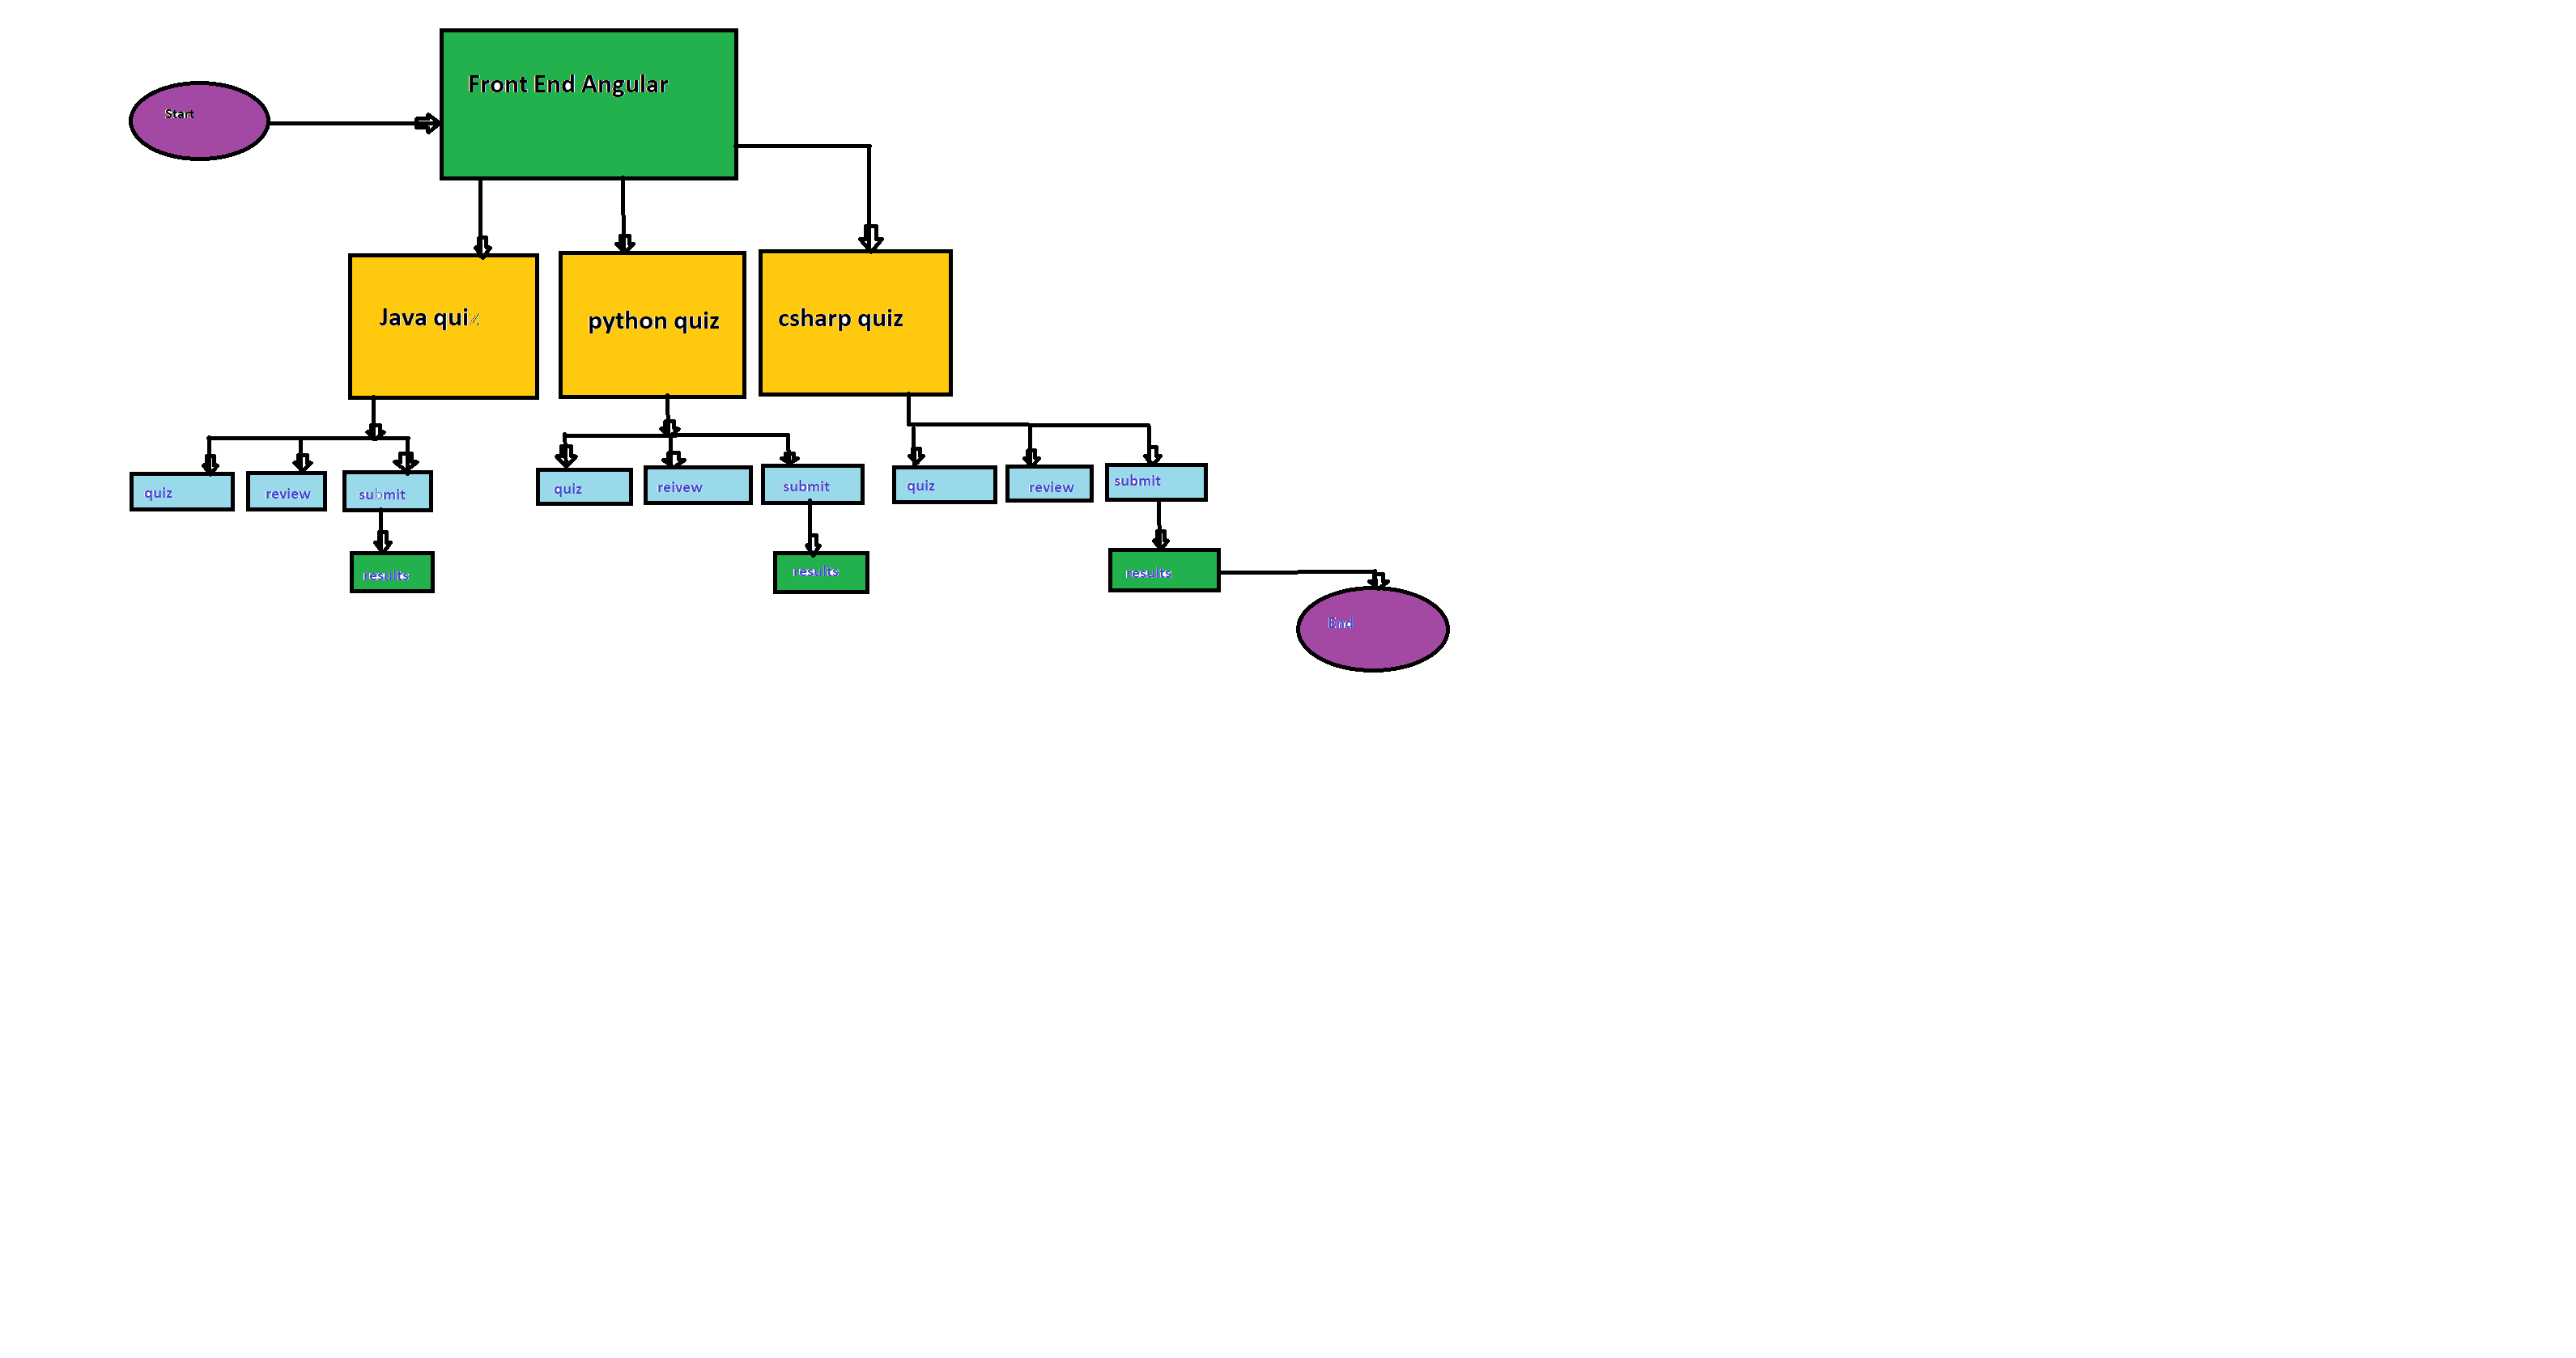 Front End Angular
Start
Java quiz
python quiz
csharp quiz
quiz
review
submit
quiz
reivew
submit
quiz
review
submit
results
results
results
End